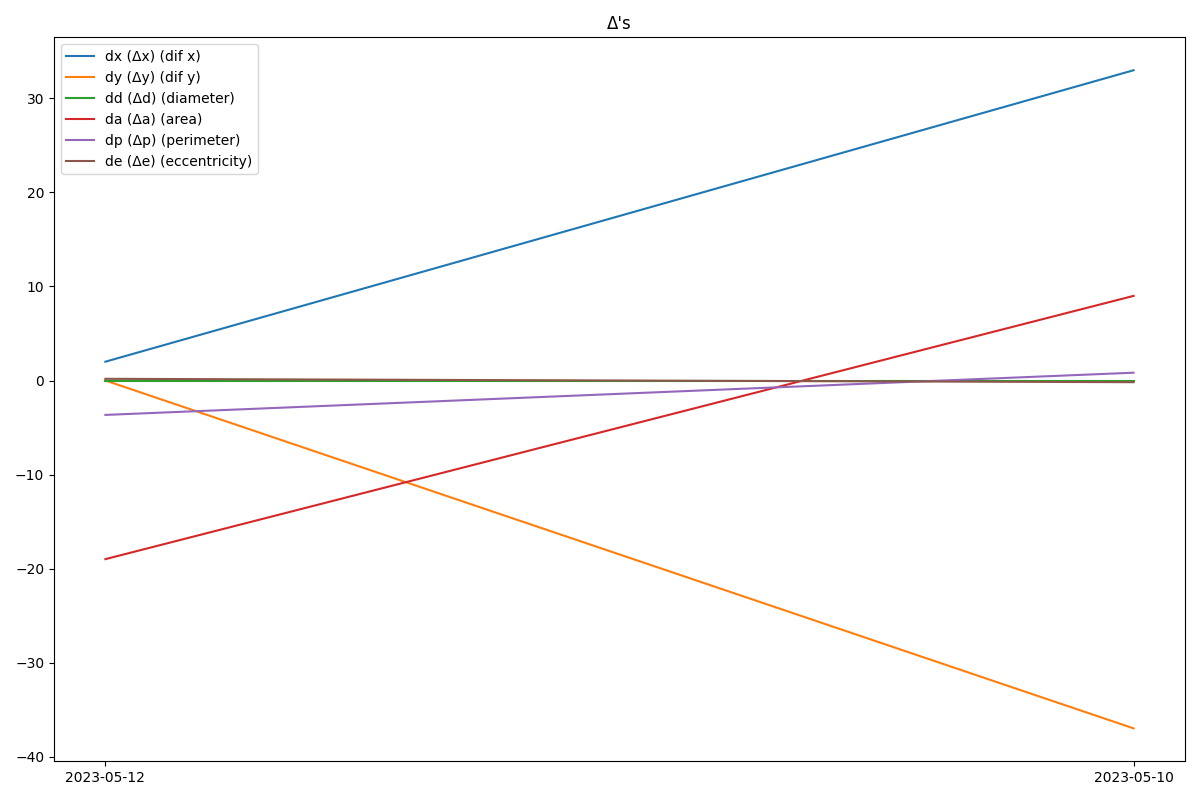 Δ's
dx (Δx) (dif x)
dy (Δy) (dif y)
dd (Δd) (diameter)
da (Δa) (area)
dp (Δp) (perimeter)
de (Δe) (eccentricity)
30
20
10
0
−10
−20
−30
−40
2023-05-12 2023-05-10